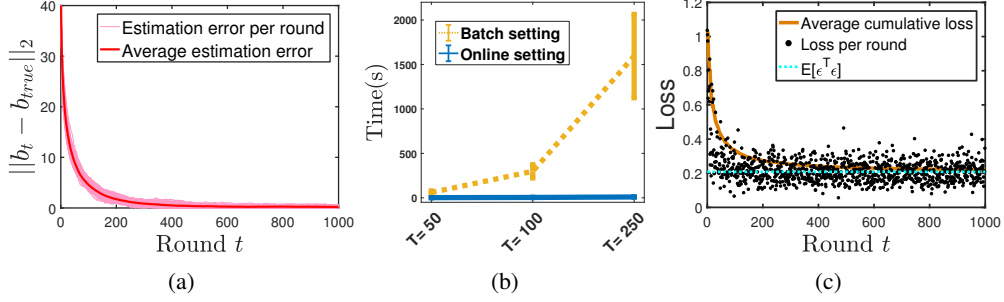 Estimation error per round
Average estimation error
||b_t − b_{true}||_2
40
30
20
10
0
0 200 400 600 800 1000
Round t
(a)
Batch setting
Online setting
Time(s)
2000
1500
1000
500
0
T= 50 T= 100 T= 250
(b)
Average cumulative loss
Loss per round
E[ϵ^T ϵ]
Loss
1.2
1
0.8
0.6
0.4
0.2
0
0 200 400 600 800 1000
Round t
(c)